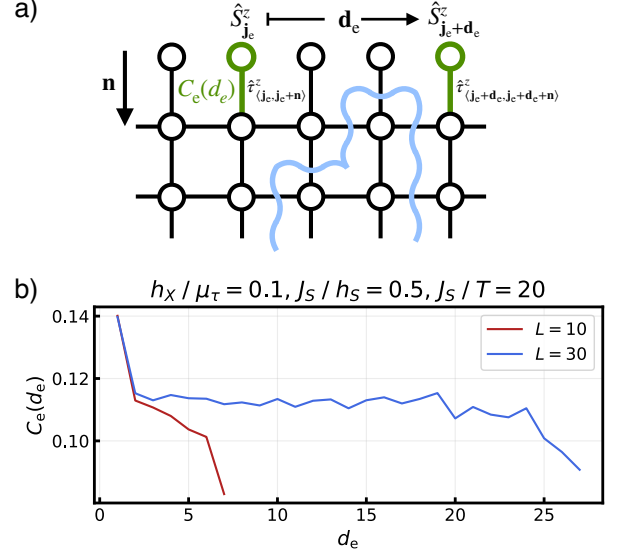 a)
Ŝ^z_{j_e} d_e Ŝ^z_{j_e+d_e}
n
C_e(d_e) τ̂^z_{⟨j_e,j_e+n⟩} τ̂^z_{⟨j_e+d_e,j_e+d_e+n⟩}
b)
h_X / μ_τ = 0.1, J_S / h_S = 0.5, J_S / T = 20
C_e(d_e)
0.14
0.12
0.10
L = 10
L = 30
0 5 10 15 20 25
d_e